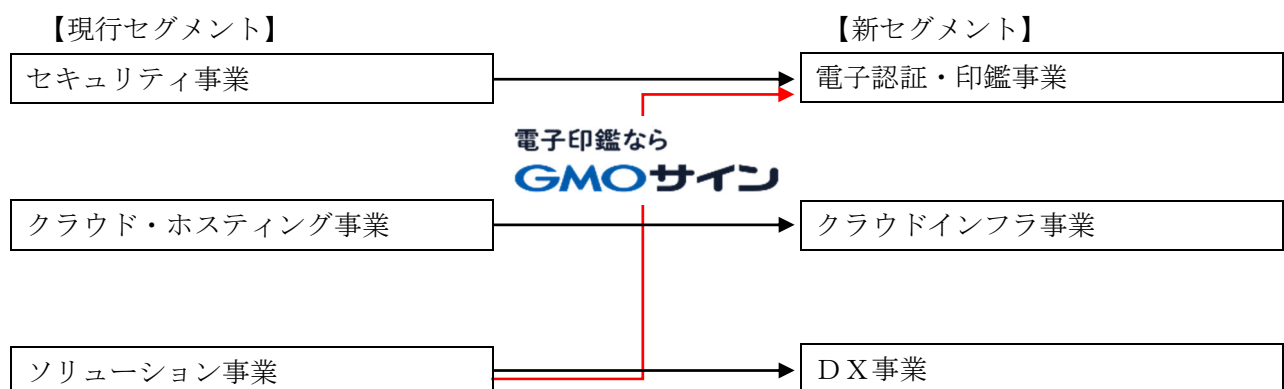 【現行セグメント】
【新セグメント】
セキュリティ事業
電子認証・印鑑事業
電子印鑑なら
GMOサイン
クラウド・ホスティング事業
クラウドインフラ事業
ソリューション事業
ＤＸ事業